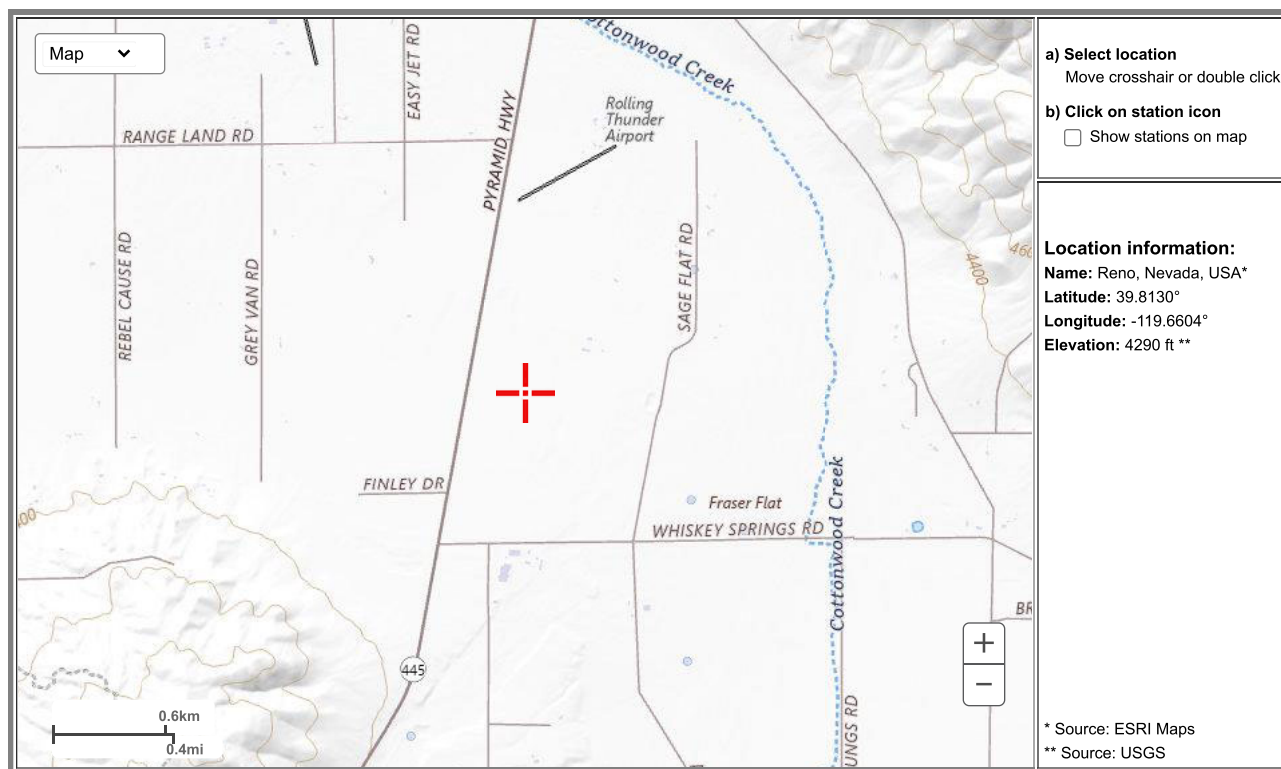 Map
EASY JET RD
Cottonwood Creek
PYRAMID HWY
Rolling
Thunder
Airport
RANGE LAND RD
REBEL CAUSE RD
GREY VAN RD
SAGE FLAT RD
4400
FINLEY DR
Fraser Flat
WHISKEY SPRINGS RD
Cottonwood Creek
445
0.6km
0.4mi
+
−
a) Select location
Move crosshair or double click
b) Click on station icon
Show stations on map
Location information:
Name: Reno, Nevada, USA*
Latitude: 39.8130°
Longitude: -119.6604°
Elevation: 4290 ft **
* Source: ESRI Maps
** Source: USGS